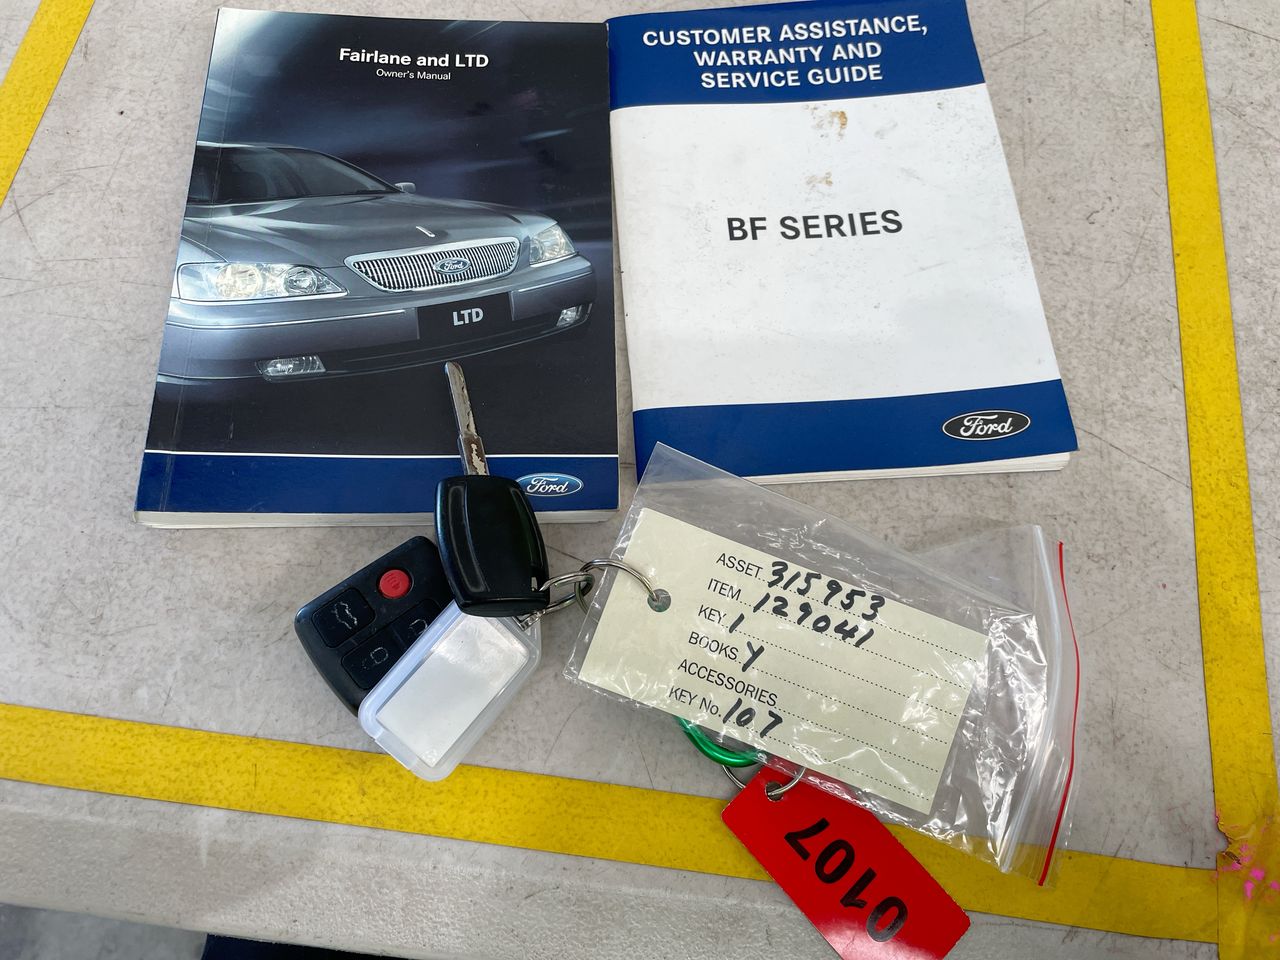 Fairlane and LTD
Owner's Manual
Ford
LTD
Ford
CUSTOMER ASSISTANCE,
WARRANTY AND
SERVICE GUIDE
BF SERIES
Ford
ASSET 315953
ITEM 129041
KEY 1
BOOKS Y
ACCESSORIES
KEY No. 107
0107